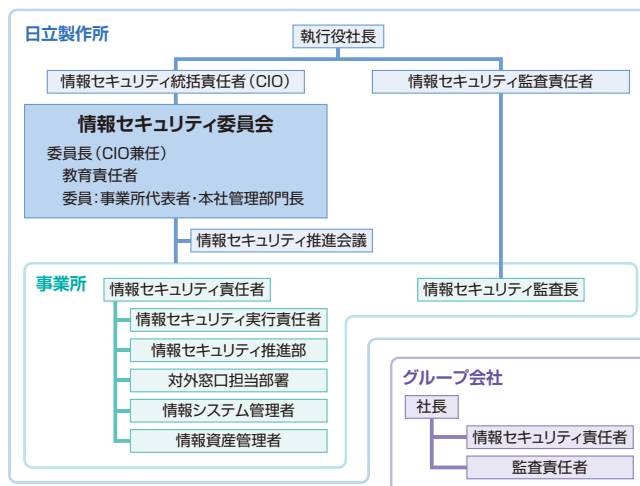 日立製作所
執行役社長
情報セキュリティ統括責任者（CIO）
情報セキュリティ監査責任者
情報セキュリティ委員会
委員長（CIO兼任）
教育責任者
委員：事業所代表者・本社管理部門長
情報セキュリティ推進会議
事業所
情報セキュリティ責任者
情報セキュリティ監査長
情報セキュリティ実行責任者
情報セキュリティ推進部
対外窓口担当部署
情報システム管理者
情報資産管理者
グループ会社
社長
情報セキュリティ責任者
監査責任者